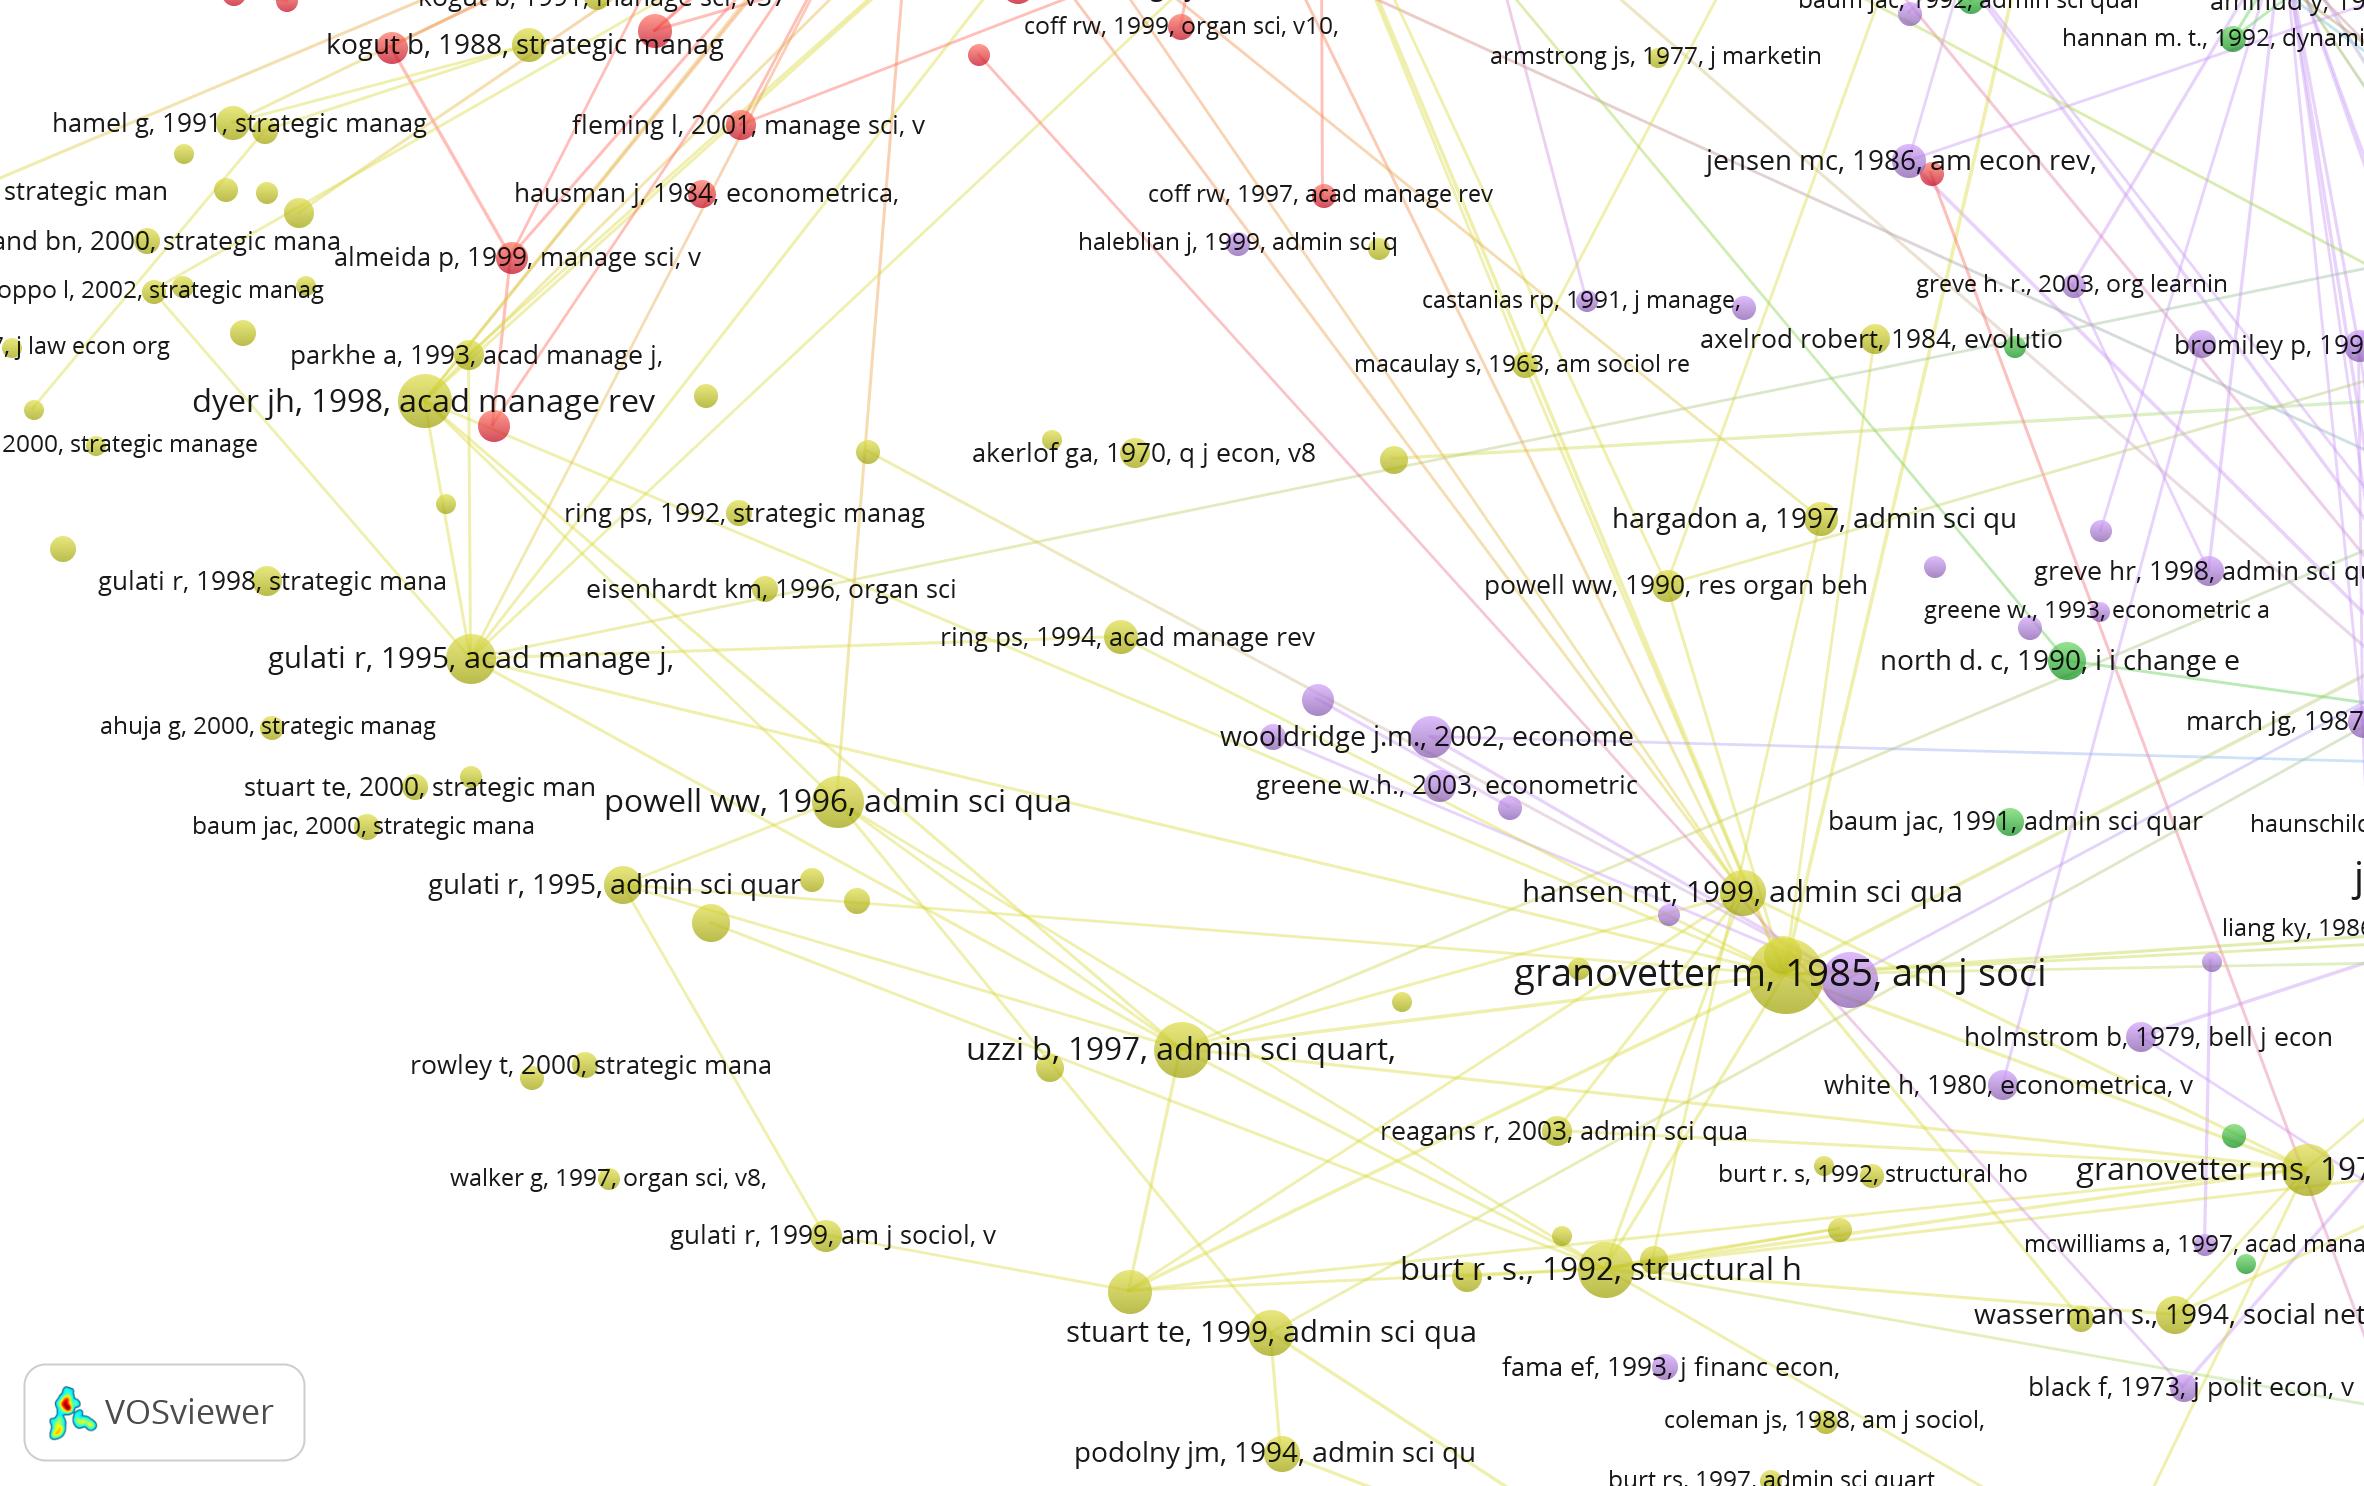 kogut b, 1991, manage sci, v37
baum jac, 1992, admin sci quar
aminud y, 19
coff rw, 1999, organ sci, v10,
hannan m. t., 1992, dynami
kogut b, 1988, strategic manag
armstrong js, 1977, j marketin
hamel g, 1991, strategic manag
fleming l, 2001, manage sci, v
jensen mc, 1986, am econ rev,
strategic man
hausman j, 1984, econometrica,
coff rw, 1997, acad manage rev
and bn, 2000, strategic mana
haleblian j, 1999, admin sci q
almeida p, 1999, manage sci, v
greve h. r., 2003, org learnin
oppo l, 2002, strategic manag
castanias rp, 1991, j manage,
axelrod robert, 1984, evolutio
, j law econ org
bromiley p, 199
parkhe a, 1993, acad manage j,
macaulay s, 1963, am sociol re
dyer jh, 1998, acad manage rev
2000, strategic manage
akerlof ga, 1970, q j econ, v8
ring ps, 1992, strategic manag
hargadon a, 1997, admin sci qu
greve hr, 1998, admin sci qu
gulati r, 1998, strategic mana
eisenhardt km, 1996, organ sci
powell ww, 1990, res organ beh
greene w., 1993, econometric a
ring ps, 1994, acad manage rev
gulati r, 1995, acad manage j,
north d. c, 1990, i i change e
march jg, 1987
ahuja g, 2000, strategic manag
wooldridge j.m., 2002, econome
stuart te, 2000, strategic man
greene w.h., 2003, econometric
powell ww, 1996, admin sci qua
baum jac, 2000, strategic mana
baum jac, 1991, admin sci quar
haunschild
gulati r, 1995, admin sci quar
hansen mt, 1999, admin sci qua
j
liang ky, 1986
granovetter m, 1985, am j soci
holmstrom b, 1979, bell j econ
uzzi b, 1997, admin sci quart,
rowley t, 2000, strategic mana
white h, 1980, econometrica, v
reagans r, 2003, admin sci qua
burt r. s, 1992, structural ho
granovetter ms, 197
walker g, 1997, organ sci, v8,
gulati r, 1999, am j sociol, v
mcwilliams a, 1997, acad mana
burt r. s., 1992, structural h
wasserman s., 1994, social net
stuart te, 1999, admin sci qua
fama ef, 1993, j financ econ,
black f, 1973, j polit econ, v
VOSviewer
coleman js, 1988, am j sociol,
podolny jm, 1994, admin sci qu
burt rs, 1997, admin sci quart